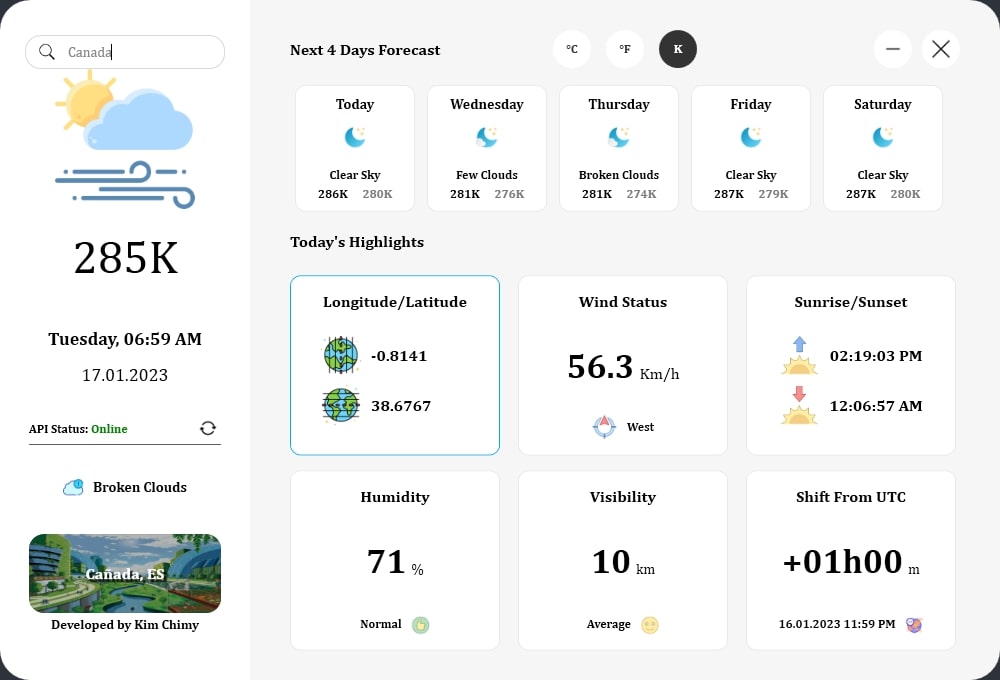 Canada
285K
Tuesday, 06:59 AM
17.01.2023
API Status: Online
Broken Clouds
Cañada, ES
Developed by Kim Chimy
Next 4 Days Forecast
°C
°F
K
Today
Clear Sky
286K 280K
Wednesday
Few Clouds
281K 276K
Thursday
Broken Clouds
281K 274K
Friday
Clear Sky
287K 279K
Saturday
Clear Sky
287K 280K
Today's Highlights
Longitude/Latitude
-0.8141
38.6767
Wind Status
56.3 Km/h
West
Sunrise/Sunset
02:19:03 PM
12:06:57 AM
Humidity
71 %
Normal
Visibility
10 km
Average
Shift From UTC
+01h00 m
16.01.2023 11:59 PM